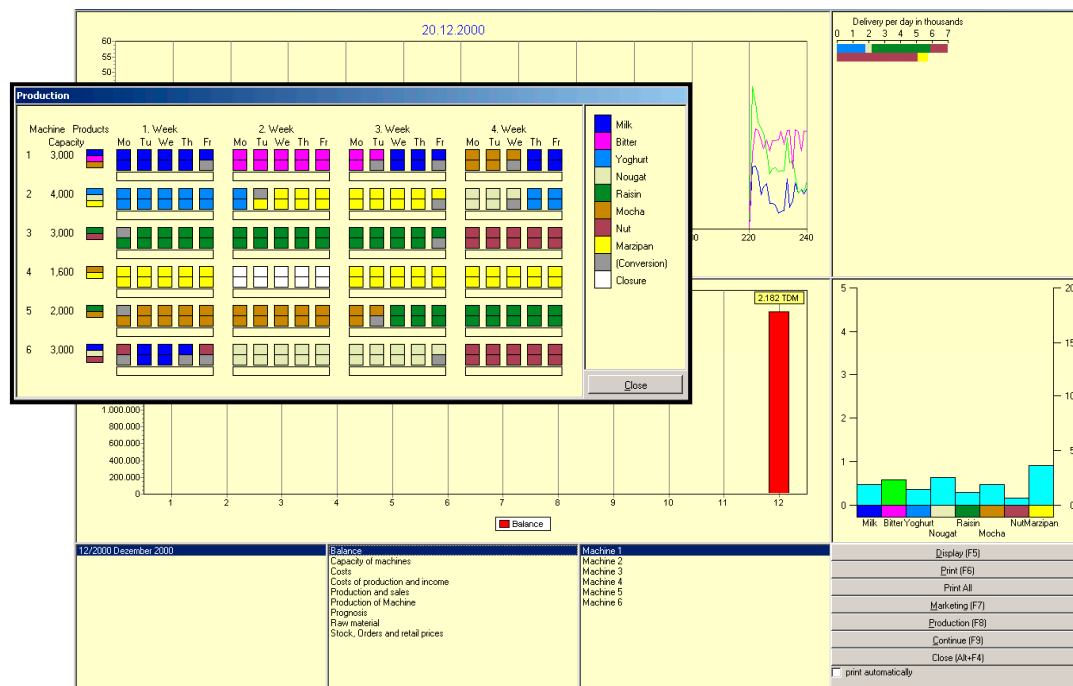 20.12.2000
60
55
50
220 230 240
Delivery per day in thousands
0 1 2 3 4 5 6 7
Production
Machine Products 1. Week 2. Week 3. Week 4. Week
Capacity Mo Tu We Th Fr Mo Tu We Th Fr Mo Tu We Th Fr Mo Tu We Th Fr
1 3,000
2 4,000
3 3,000
4 1,600
5 2,000
6 3,000
Milk
Bitter
Yoghurt
Nougat
Raisin
Mocha
Nut
Marzipan
(Conversion)
Closure
Close
2.182 TDM
1.000.000
800.000
600.000
400.000
200.000
0
1 2 3 4 5 6 7 8 9 10 11 12
Balance
5
4
3
2
1
0
20
15
10
5
0
Milk Bitter Yoghurt Nougat Raisin Mocha Nut Marzipan
12/2000 Dezember 2000
Balance
Capacity of machines
Costs
Costs of production and income
Production and sales
Production of Machine
Prognosis
Raw material
Stock, Orders and retail prices
Machine 1
Machine 2
Machine 3
Machine 4
Machine 5
Machine 6
Display (F5)
Print (F6)
Print All
Marketing (F7)
Production (F8)
Continue (F9)
Close (Alt+F4)
print automatically